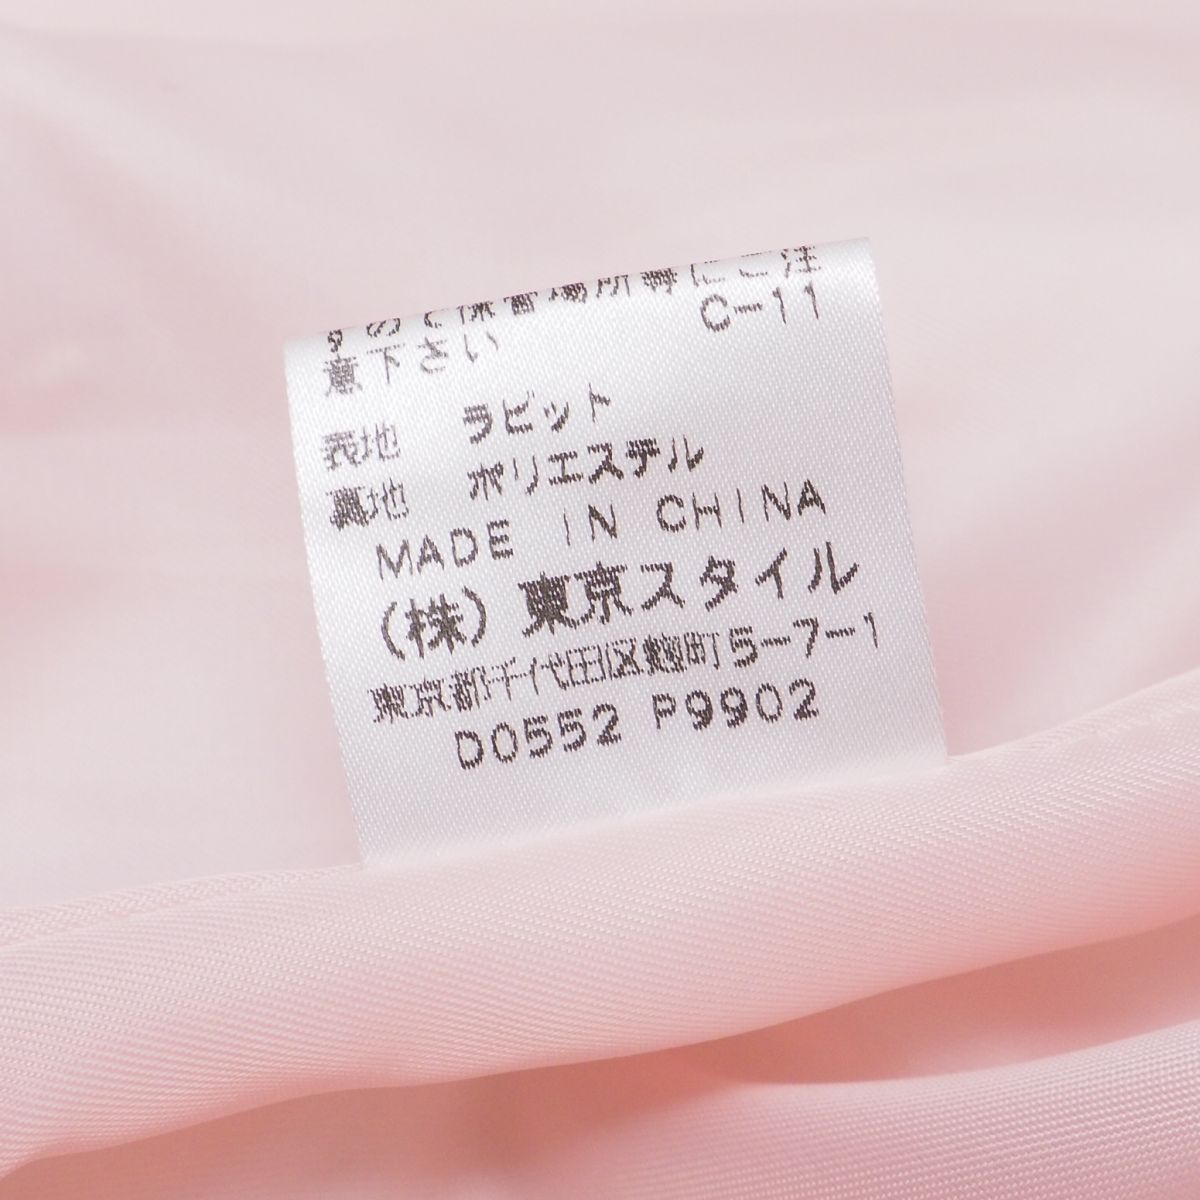 すので保管場所等にご注
意下さい
C-11
表地 ラビット
裏地 ポリエステル
MADE IN CHINA
(株)東京スタイル
東京都千代田区麹町5-7-1
D0552 P9902